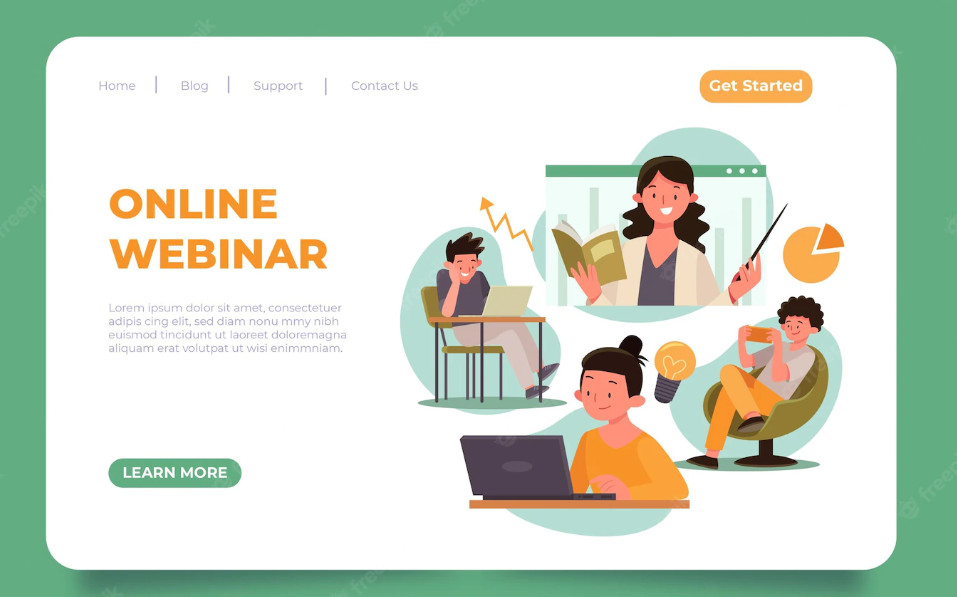 Home | Blog | Support | Contact Us
Get Started
ONLINE
WEBINAR
Lorem ipsum dolor sit amet, consectetuer
adipis cing elit, sed diam nonu mmy nibh
euismod tincidunt ut laoreet doloremagna
aliquam erat volutpat ut wisi enimmniam.
LEARN MORE